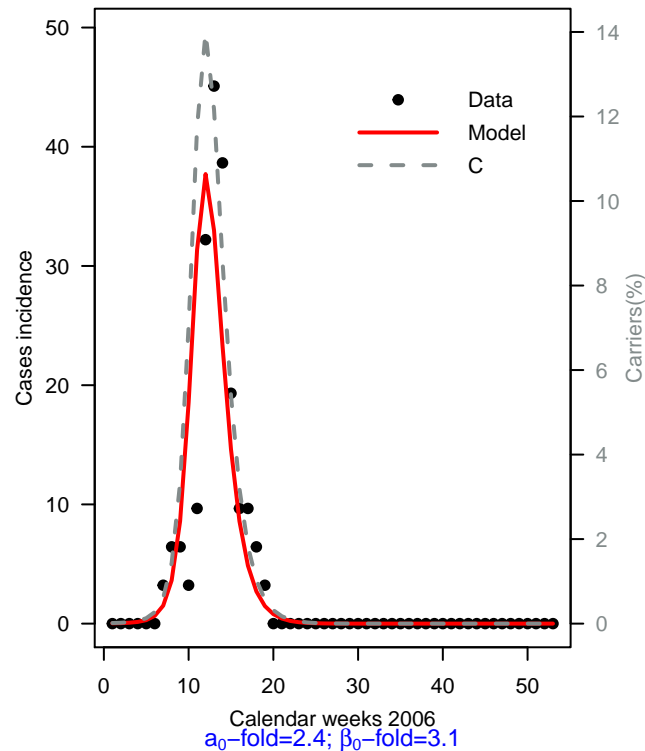 50
40
30
20
10
0
Cases incidence
14
12
10
8
6
4
2
0
Carriers(%)
Data
Model
C
0 10 20 30 40 50
Calendar weeks 2006
a₀−fold=2.4; β₀−fold=3.1